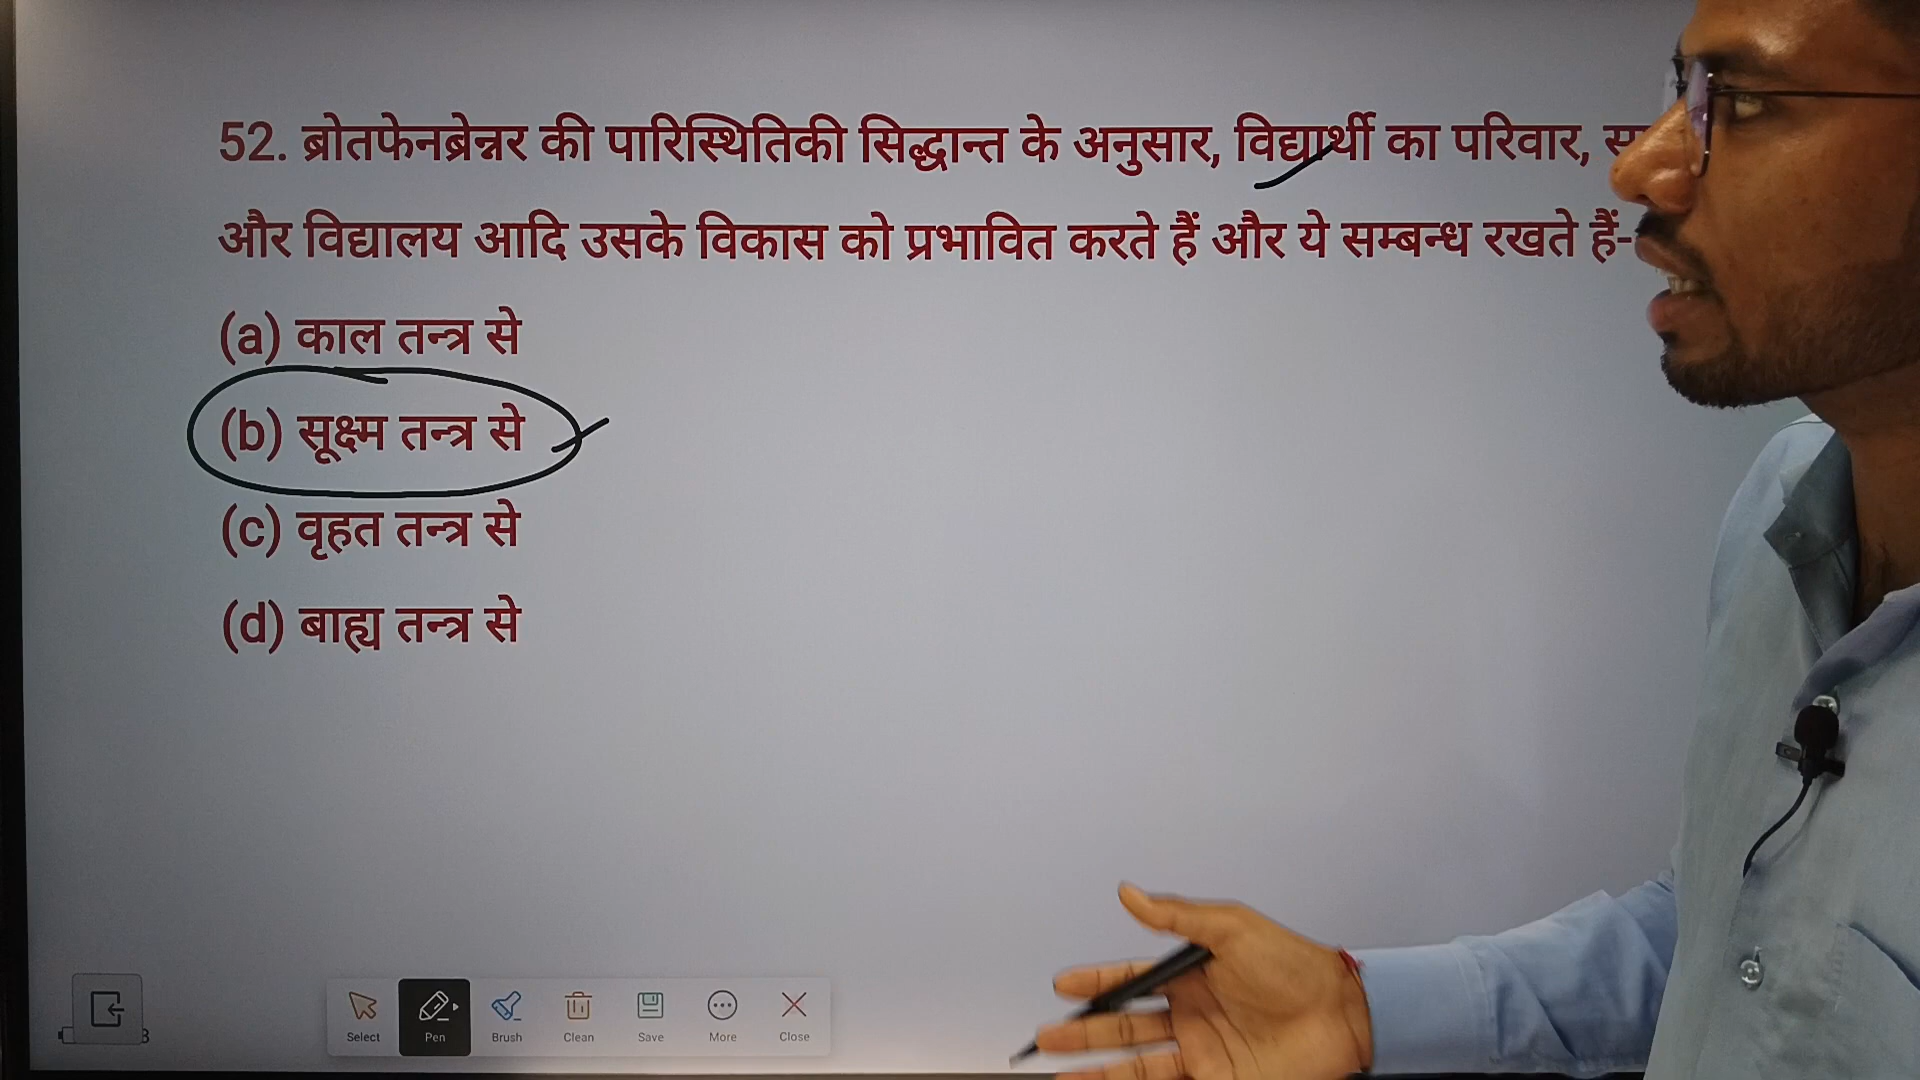 52. ब्रोतफेनब्रेन्नर की पारिस्थितिकी सिद्धान्त के अनुसार, विद्यार्थी का परिवार,
और विद्यालय आदि उसके विकास को प्रभावित करते हैं और ये सम्बन्ध रखते हैं-
(a) काल तन्त्र से
(b) सूक्ष्म तन्त्र से
(c) वृहत तन्त्र से
(d) बाह्य तन्त्र से
Select Pen Brush Clean Save More Close